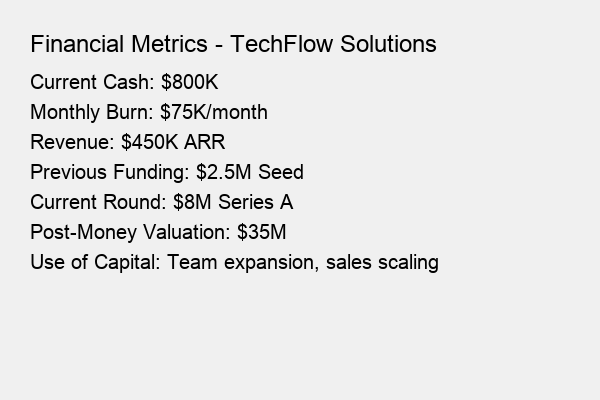 Financial Metrics - TechFlow Solutions
Current Cash: $800K
Monthly Burn: $75K/month
Revenue: $450K ARR
Previous Funding: $2.5M Seed
Current Round: $8M Series A
Post-Money Valuation: $35M
Use of Capital: Team expansion, sales scaling